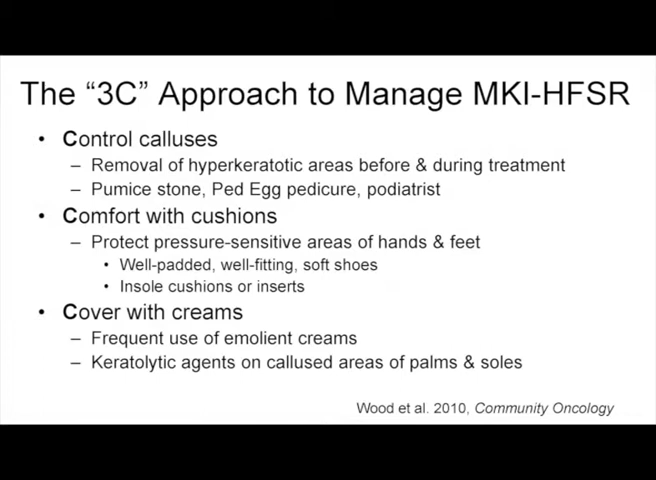 The “3C” Approach to Manage MKI-HFSR
• Control calluses
– Removal of hyperkeratotic areas before & during treatment
– Pumice stone, Ped Egg pedicure, podiatrist
• Comfort with cushions
– Protect pressure-sensitive areas of hands & feet
• Well-padded, well-fitting, soft shoes
• Insole cushions or inserts
• Cover with creams
– Frequent use of emolient creams
– Keratolytic agents on callused areas of palms & soles
Wood et al. 2010, Community Oncology